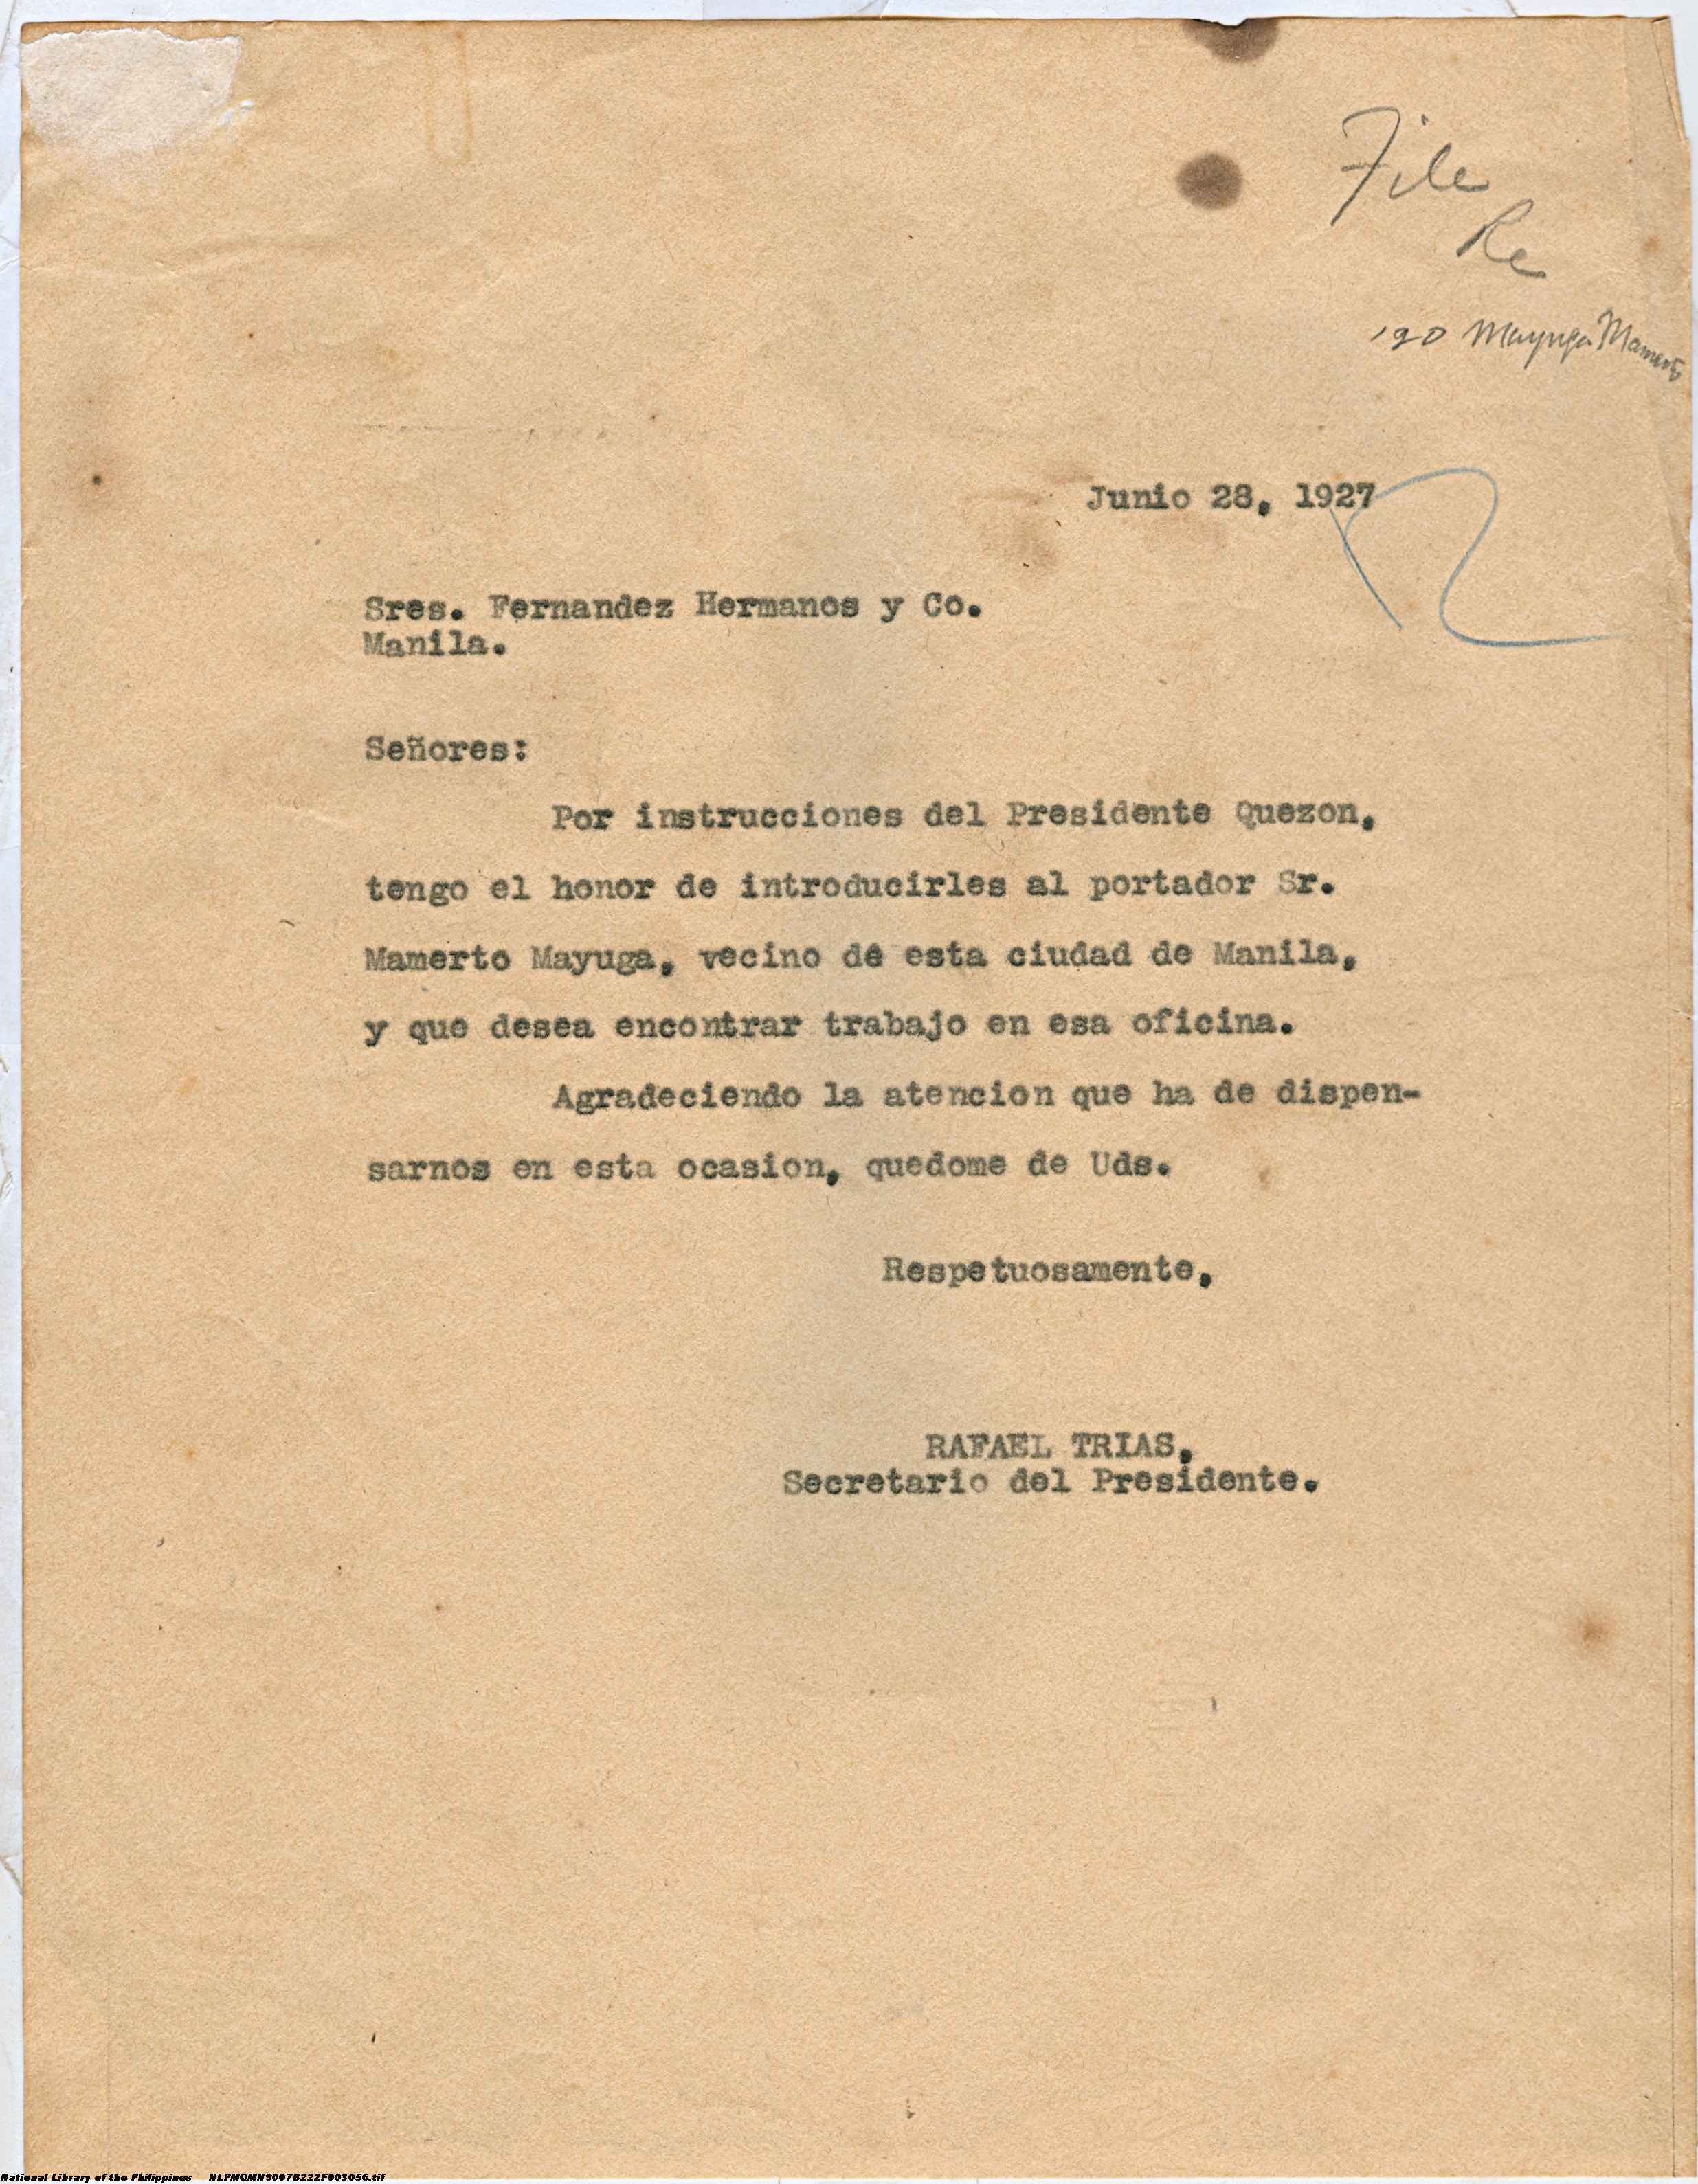 File
Re
190 Mayuga Mamerto
Junio 28, 1927
Sres. Fernandez Hermanos y Co.
Manila.
Señores:
Por instrucciones del Presidente Quezon,
tengo el honor de introducirles al portador Sr.
Mamerto Mayuga, vecino de esta ciudad de Manila,
y que desea encontrar trabajo en esa oficina.
Agradeciendo la atencion que ha de dispen-
sarnos en esta ocasion, quedome de Uds.
Respetuosamente,
RAFAEL TRIAS,
Secretario del Presidente.
National Library of the Philippines NLPMQMNS007B222F003056.tif